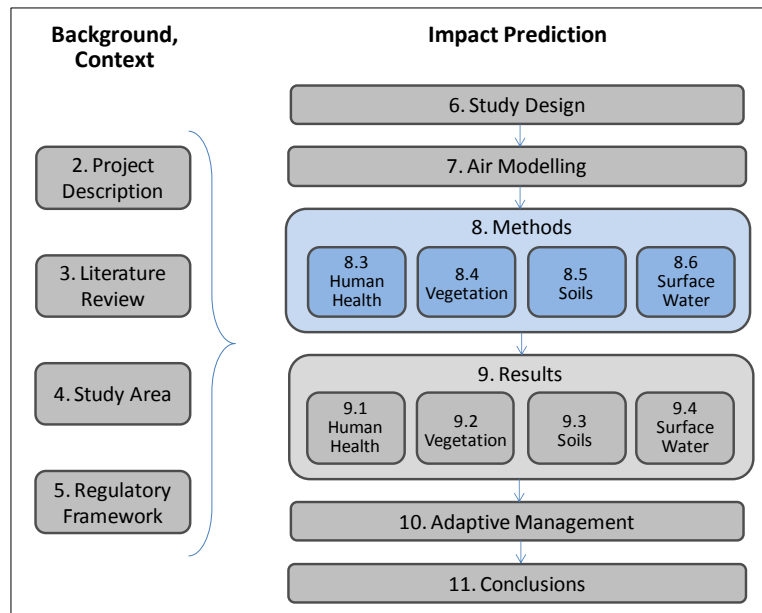 Background,
Context
2. Project
Description
3. Literature
Review
4. Study Area
5. Regulatory
Framework
Impact Prediction
6. Study Design
7. Air Modelling
8. Methods
8.3
Human
Health
8.4
Vegetation
8.5
Soils
8.6
Surface
Water
9. Results
9.1
Human
Health
9.2
Vegetation
9.3
Soils
9.4
Surface
Water
10. Adaptive Management
11. Conclusions